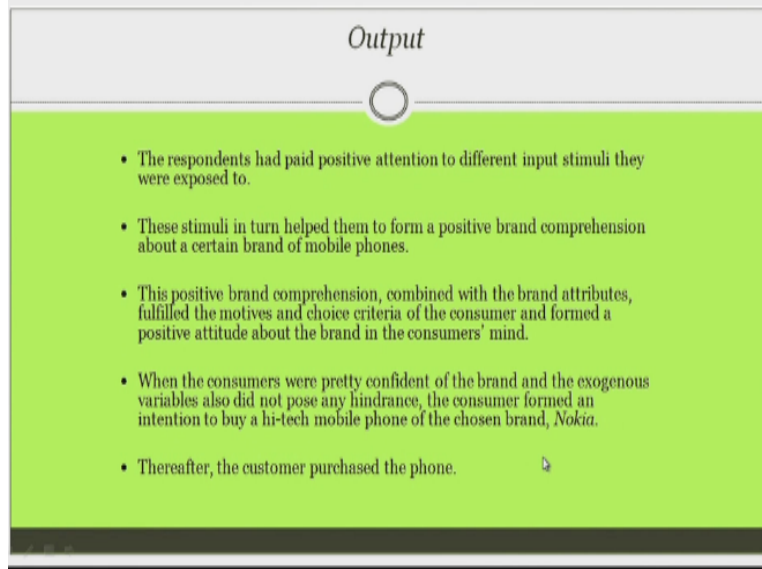 Output
• The respondents had paid positive attention to different input stimuli they
were exposed to.
• These stimuli in turn helped them to form a positive brand comprehension
about a certain brand of mobile phones.
• This positive brand comprehension, combined with the brand attributes,
fulfilled the motives and choice criteria of the consumer and formed a
positive attitude about the brand in the consumers' mind.
• When the consumers were pretty confident of the brand and the exogenous
variables also did not pose any hindrance, the consumer formed an
intention to buy a hi-tech mobile phone of the chosen brand, Nokia.
• Thereafter, the customer purchased the phone.